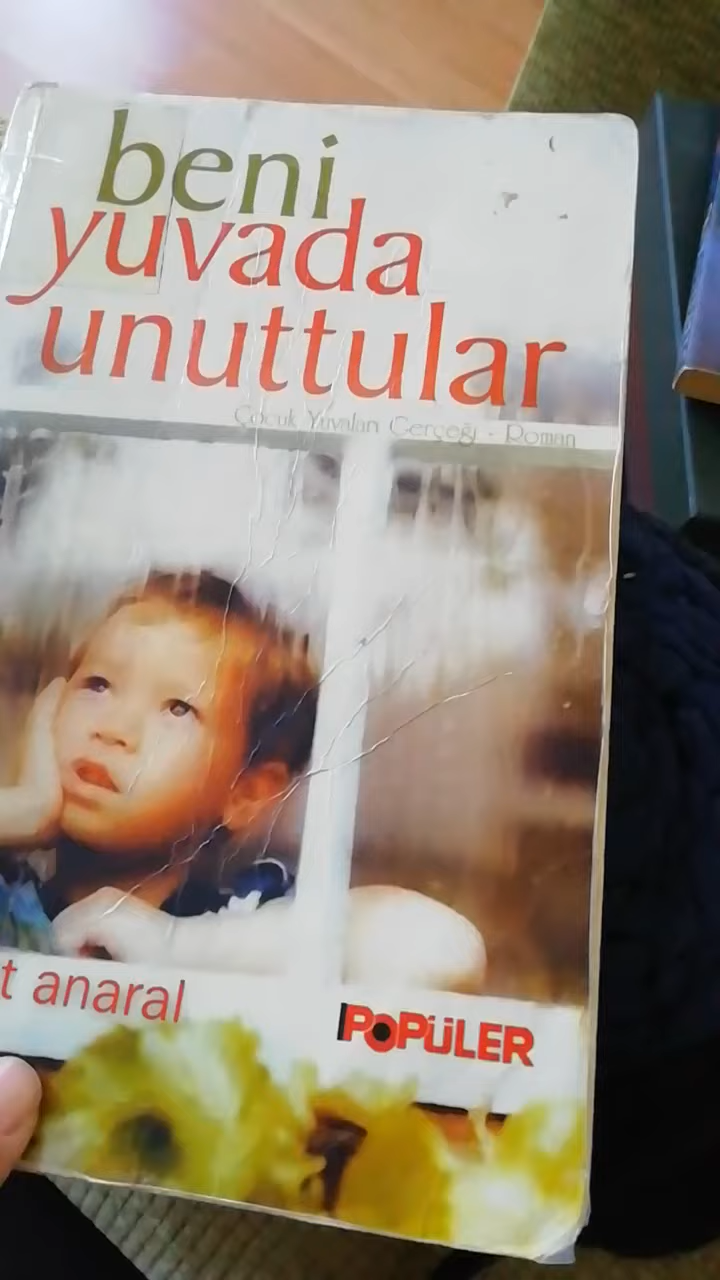 beni
yuvada
unuttular
Çocuk Yuvaları Gerçeği - Roman
t anaral
POPÜLER